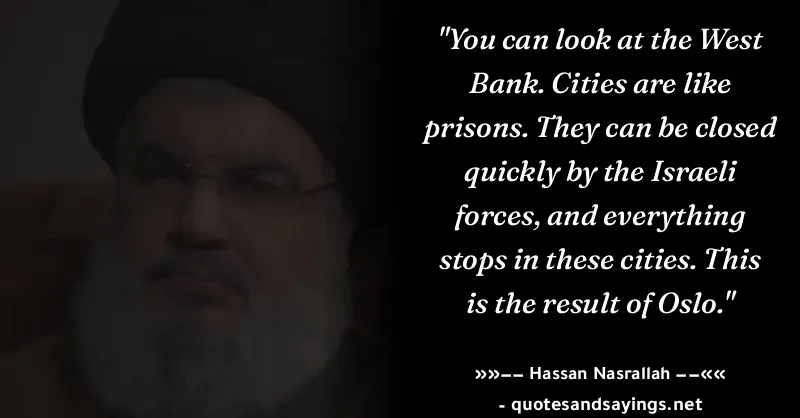 "You can look at the West
Bank. Cities are like
prisons. They can be closed
quickly by the Israeli
forces, and everything
stops in these cities. This
is the result of Oslo."
»»−− Hassan Nasrallah −−««
- quotesandsayings.net